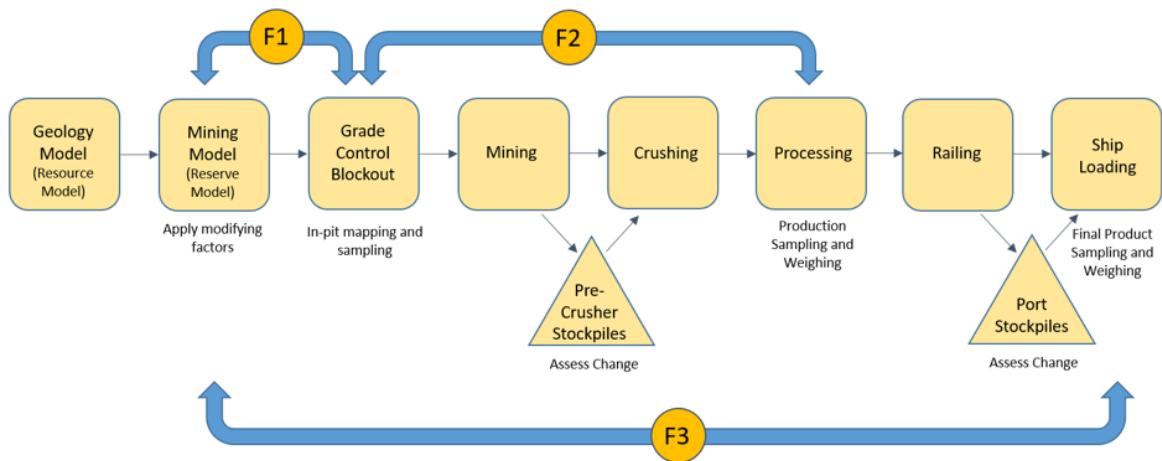 F1
F2
Geology
Model
(Resource
Model)
Mining
Model
(Reserve
Model)
Grade
Control
Blockout
Mining
Crushing
Processing
Railing
Ship
Loading
Apply modifying
factors
In-pit mapping and
sampling
Production
Sampling and
Weighing
Final Product
Sampling and
Weighing
Pre-
Crusher
Stockpiles
Port
Stockpiles
Assess Change
Assess Change
F3